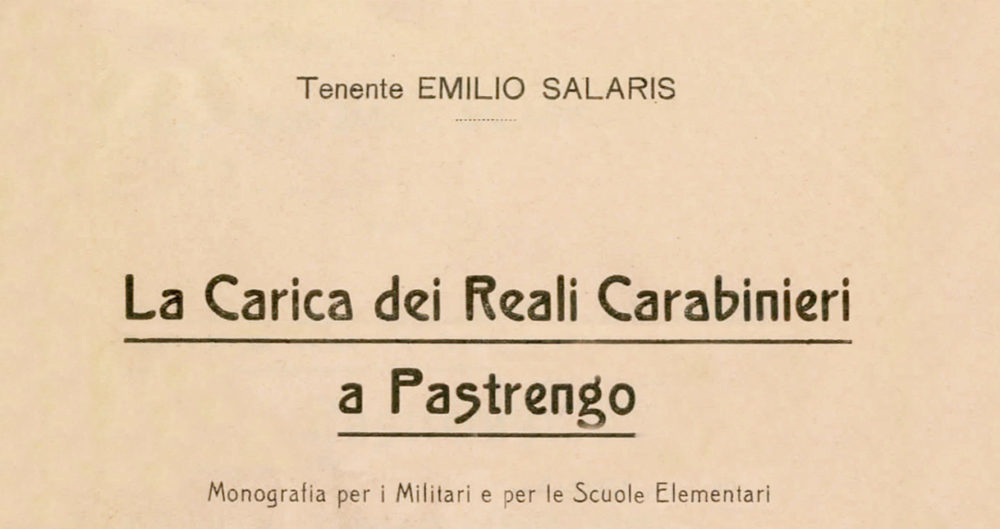 Tenente EMILIO SALARIS
La Carica dei Reali Carabinieri
a Pastrengo
Monografia per i Militari e per le Scuole Elementari